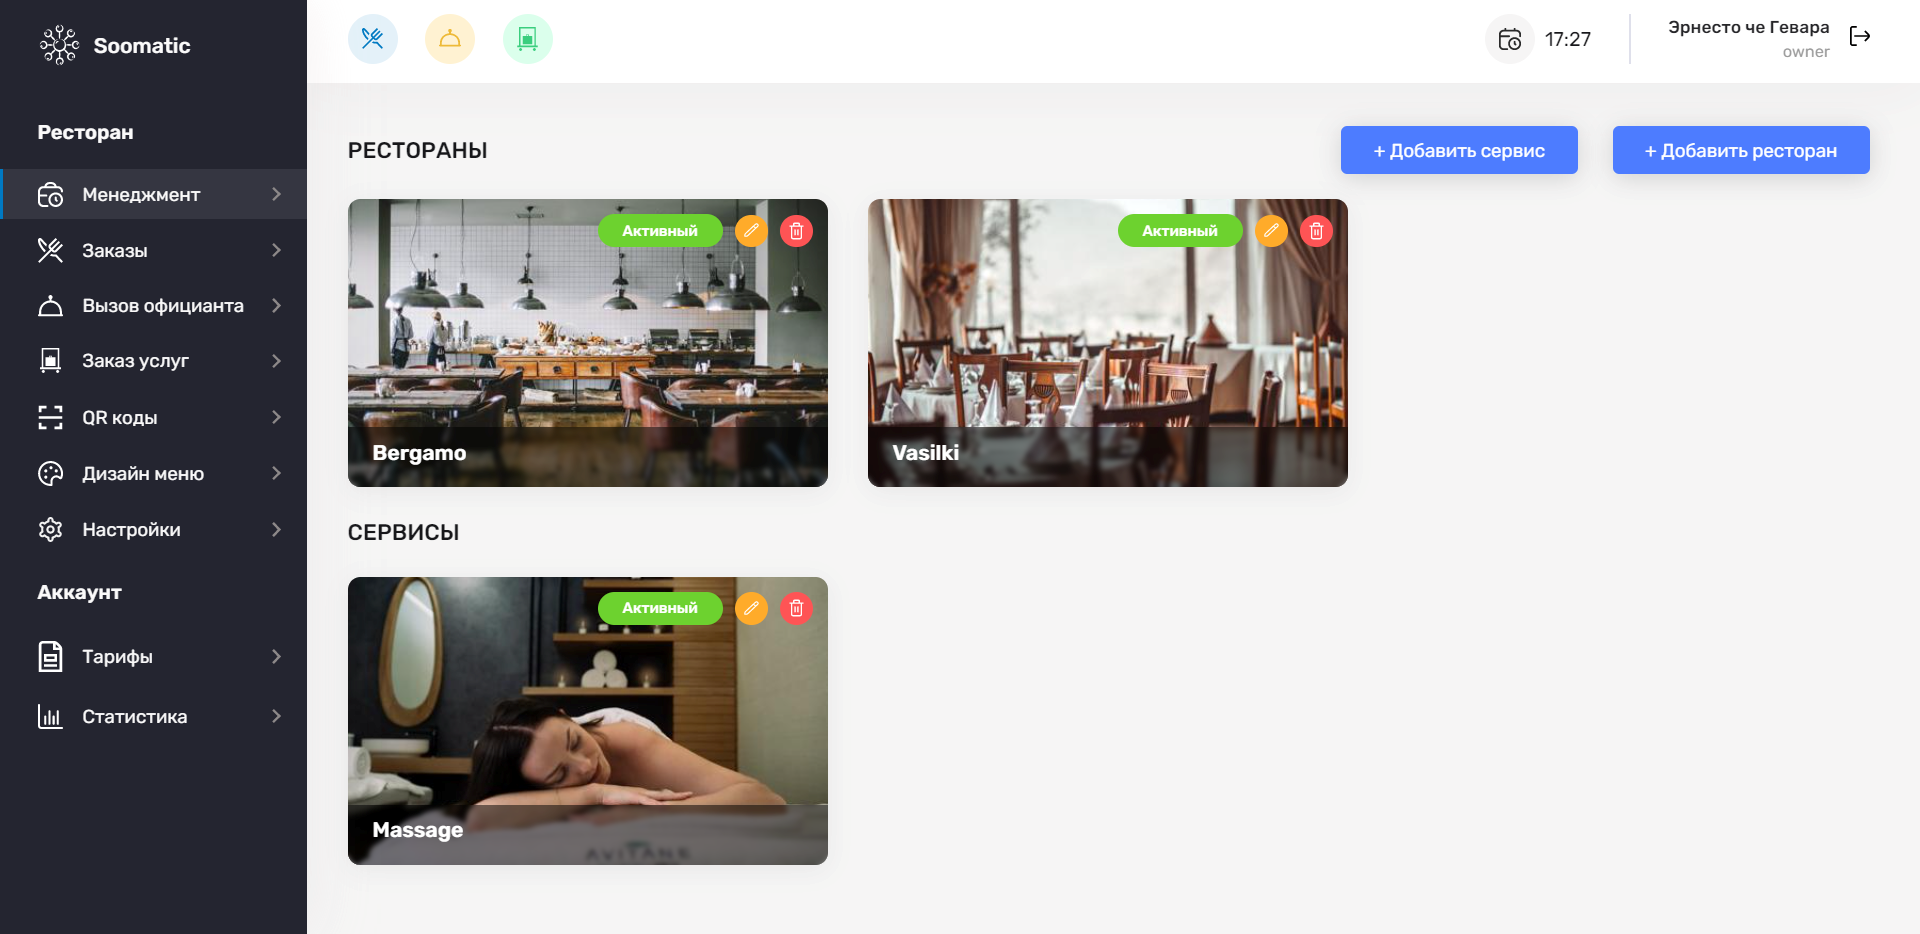 Soomatic
Ресторан
Менеджмент
Заказы
Вызов официанта
Заказ услуг
QR коды
Дизайн меню
Настройки
Аккаунт
Тарифы
Статистика
17:27
Эрнесто че Гевара
owner
РЕСТОРАНЫ
+ Добавить сервис
+ Добавить ресторан
Активный
Bergamo
Активный
Vasilki
СЕРВИСЫ
Активный
Massage
AVITANE